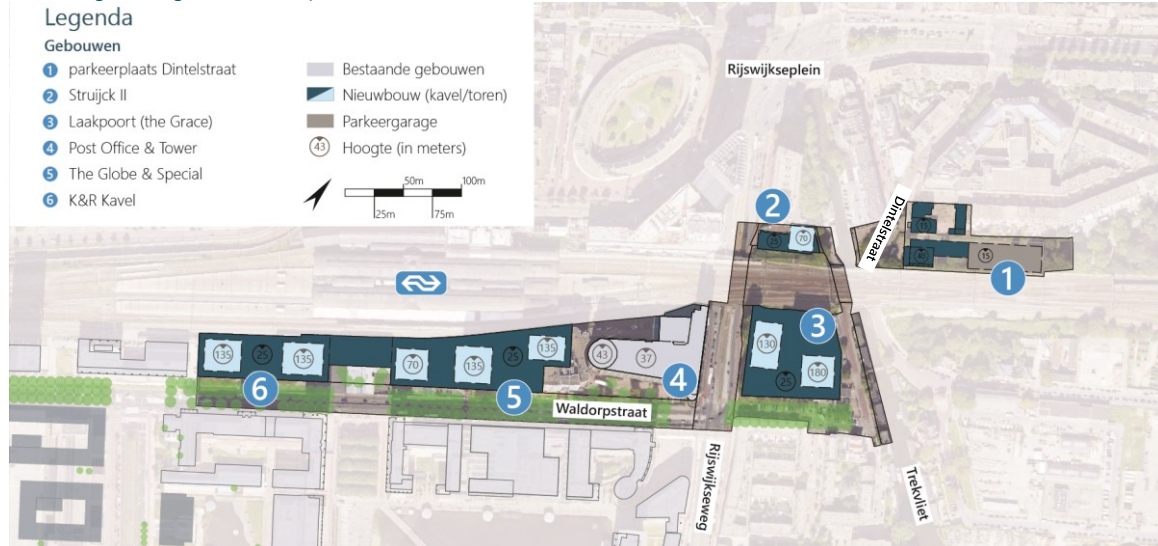 Legenda
Gebouwen
1 parkeerplaats Dintelstraat
2 Struijck II
3 Laakpoort (the Grace)
4 Post Office & Tower
5 The Globe & Special
6 K&R Kavel
Bestaande gebouwen
Nieuwbouw (kavel/toren)
Parkeergarage
43 Hoogte (in meters)
50m 100m
25m 75m
Rijswijkseplein
Dintelstraat
2
25 70
15
40 15
1
3
130
25 180
135 25 135
6
70 135 25 135
5
43 37
4
Waldorpstraat
Rijswijkseweg
Trekvliet